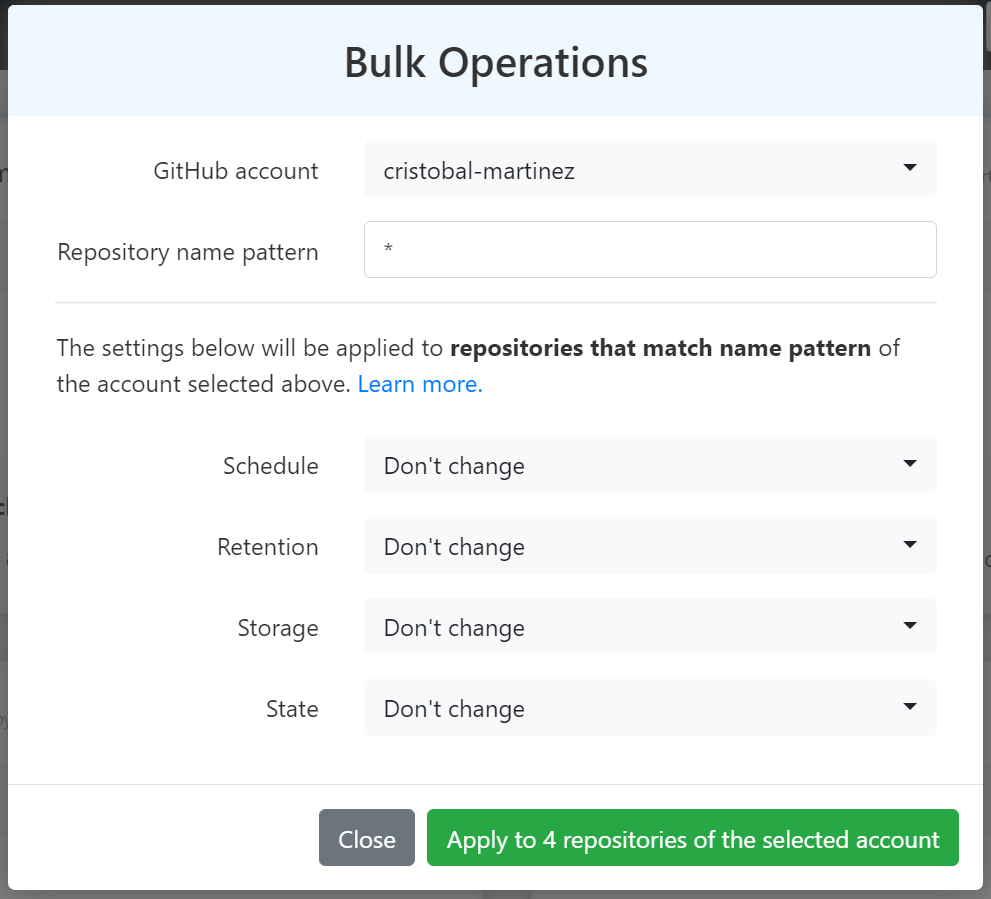 Bulk Operations
GitHub account
cristobal-martinez
Repository name pattern
*
The settings below will be applied to repositories that match name pattern of
the account selected above. Learn more.
Schedule
Don't change
Retention
Don't change
Storage
Don't change
State
Don't change
Close
Apply to 4 repositories of the selected account